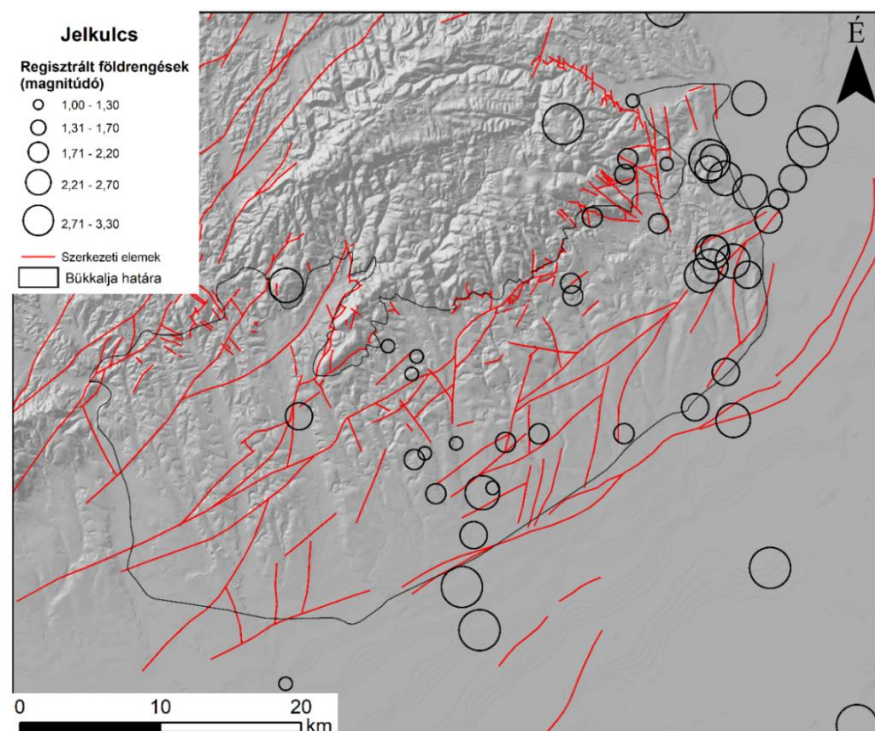 Jelkulcs
Regisztrált földrengések
(magnitúdó)
1,00 - 1,30
1,31 - 1,70
1,71 - 2,20
2,21 - 2,70
2,71 - 3,30
Szerkezeti elemek
Bükkalja határa
É
0 10 20
km